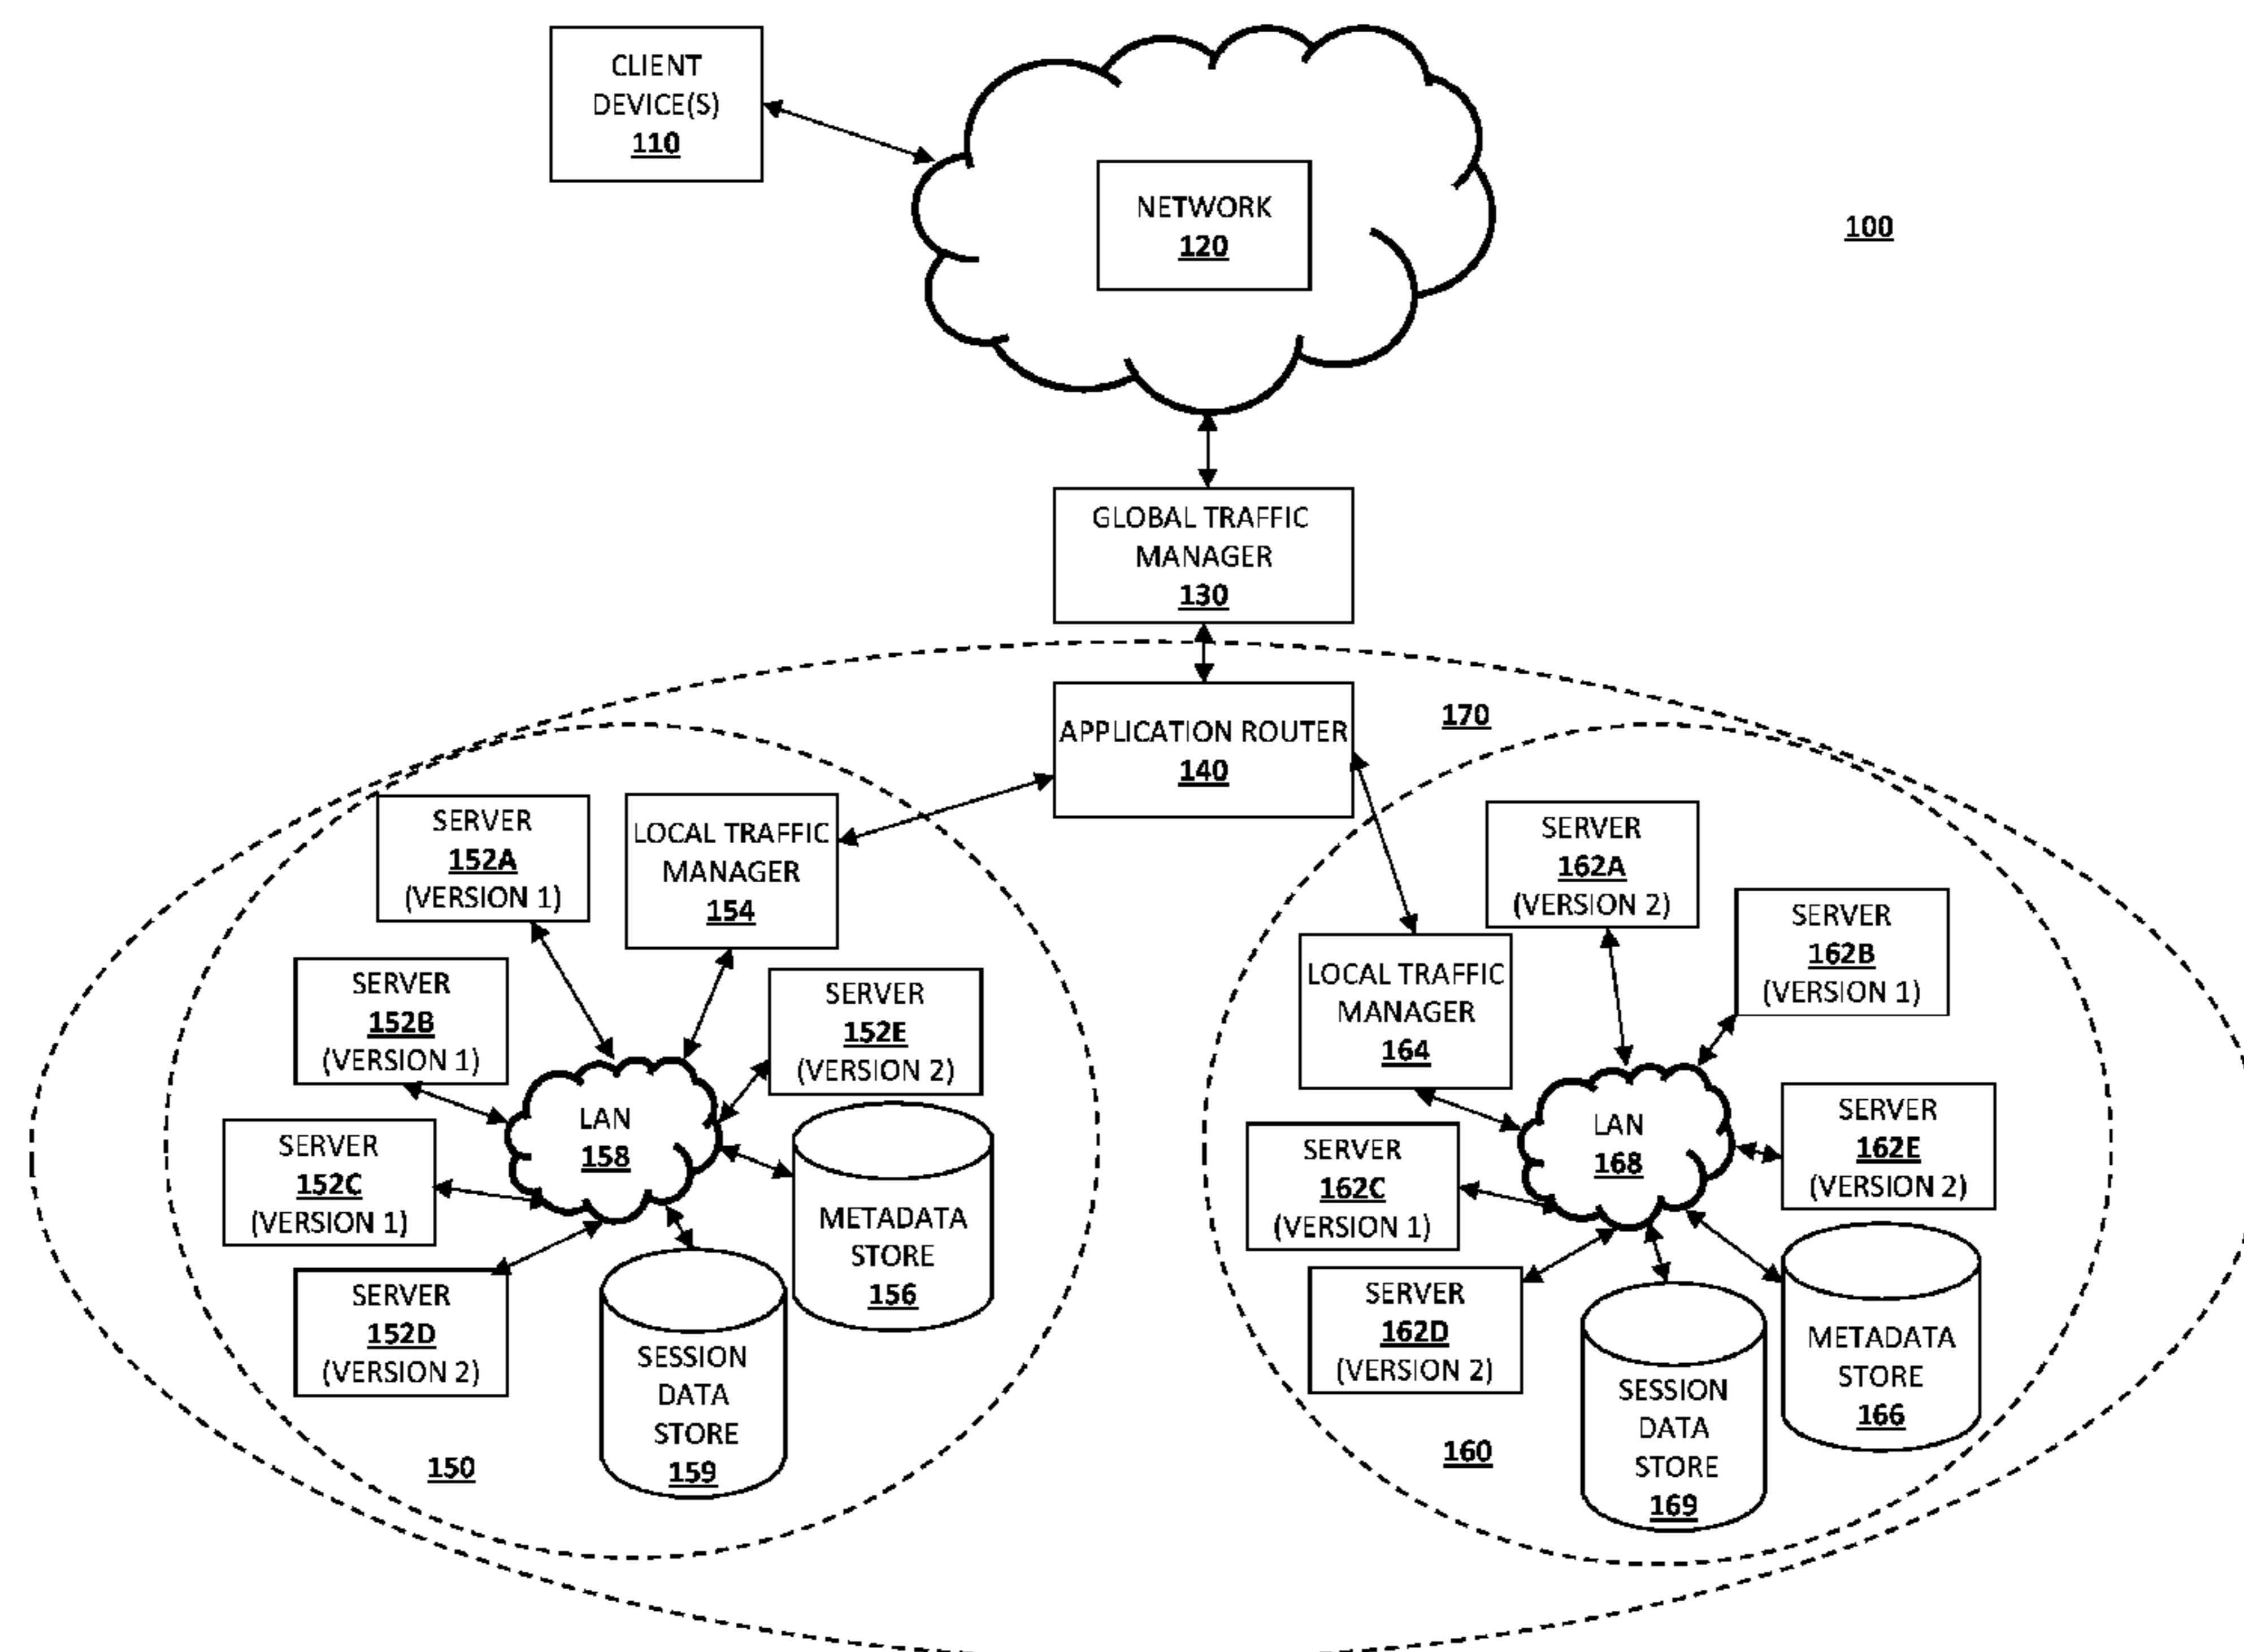 CLIENT
DEVICE(S)
110
NETWORK
120
100
GLOBAL TRAFFIC
MANAGER
130
APPLICATION ROUTER
140
170
SERVER
152A
(VERSION 1)
LOCAL TRAFFIC
MANAGER
154
SERVER
152B
(VERSION 1)
SERVER
152E
(VERSION 2)
LAN
158
SERVER
152C
(VERSION 1)
METADATA
STORE
156
SERVER
152D
(VERSION 2)
SESSION
DATA
STORE
159
150
SERVER
162A
(VERSION 2)
SERVER
162B
(VERSION 1)
LOCAL TRAFFIC
MANAGER
164
LAN
168
SERVER
162E
(VERSION 2)
SERVER
162C
(VERSION 1)
SERVER
162D
(VERSION 2)
METADATA
STORE
166
SESSION
DATA
STORE
169
160